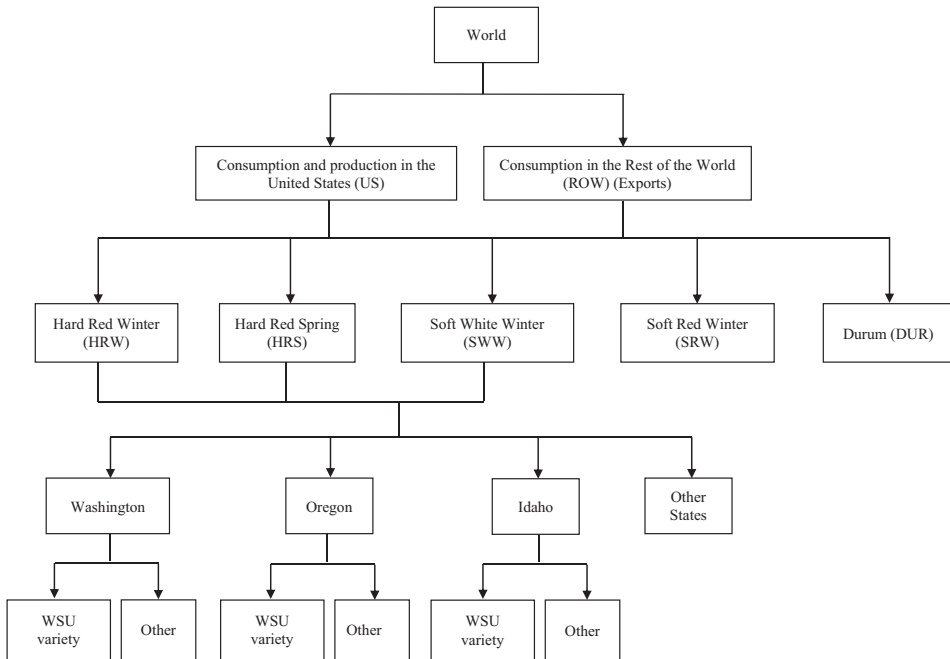 World
Consumption and production in the
United States (US)
Consumption in the Rest of the World
(ROW) (Exports)
Hard Red Winter
(HRW)
Hard Red Spring
(HRS)
Soft White Winter
(SWW)
Soft Red Winter
(SRW)
Durum (DUR)
Washington
Oregon
Idaho
Other
States
WSU
variety
Other
WSU
variety
Other
WSU
variety
Other